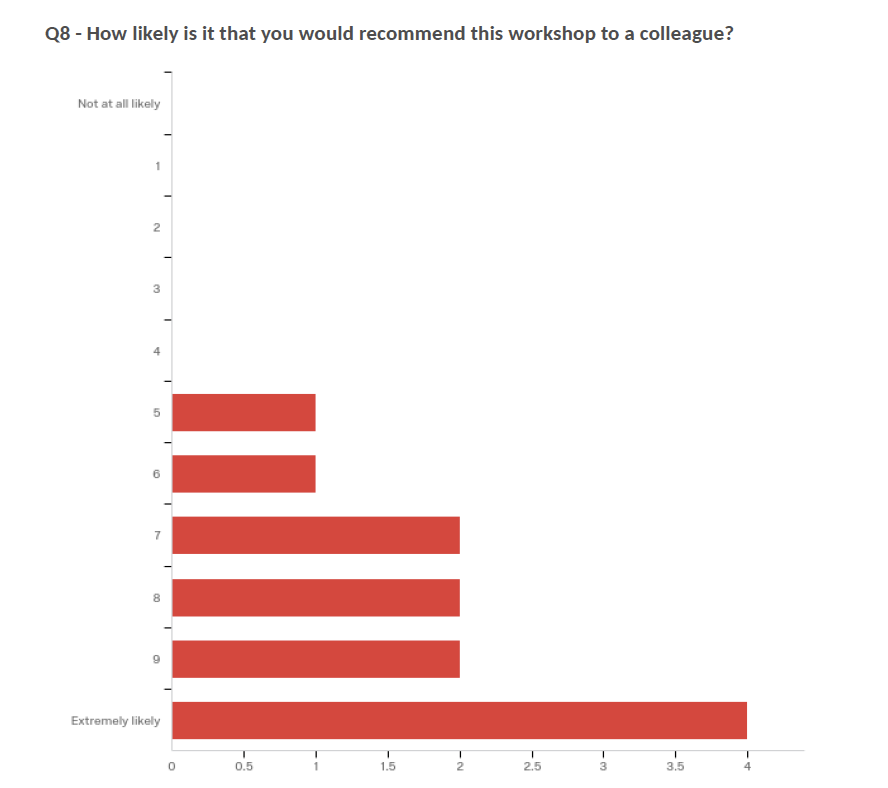 Q8 - How likely is it that you would recommend this workshop to a colleague?
Not at all likely
1
2
3
4
5
6
7
8
9
Extremely likely
0 0.5 1 1.5 2 2.5 3 3.5 4